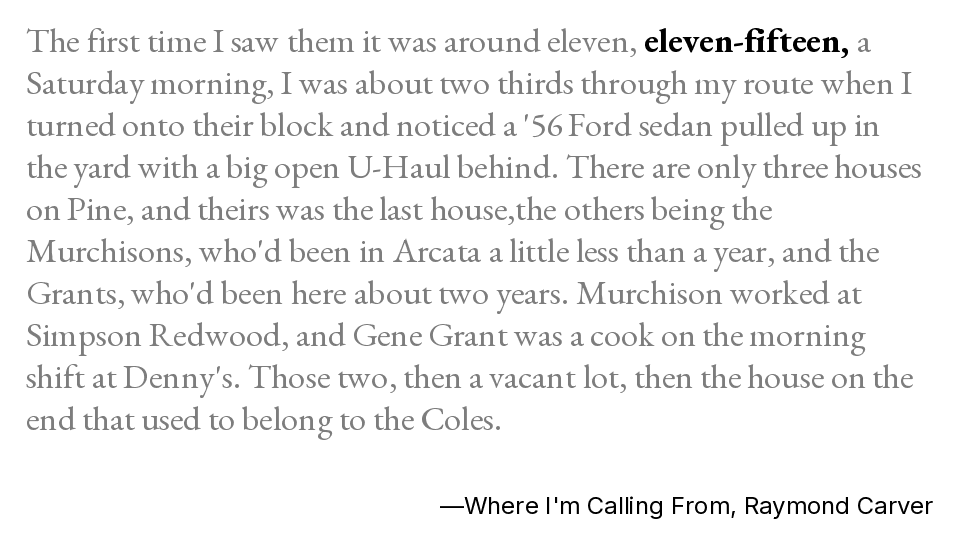 The first time I saw them it was around eleven, eleven-fifteen, a
Saturday morning, I was about two thirds through my route when I
turned onto their block and noticed a '56 Ford sedan pulled up in
the yard with a big open U-Haul behind. There are only three houses
on Pine, and theirs was the last house,the others being the
Murchisons, who'd been in Arcata a little less than a year, and the
Grants, who'd been here about two years. Murchison worked at
Simpson Redwood, and Gene Grant was a cook on the morning
shift at Denny's. Those two, then a vacant lot, then the house on the
end that used to belong to the Coles.
—Where I'm Calling From, Raymond Carver